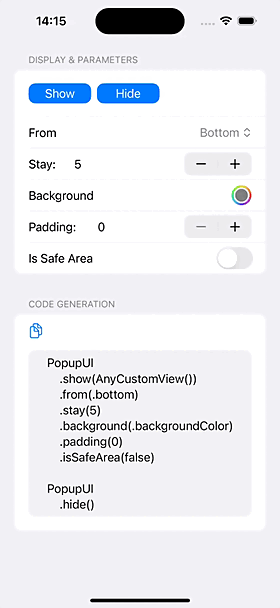 14:15
DISPLAY & PARAMETERS
Show Hide
From Bottom
Stay: 5 − +
Background
Padding: 0 − +
Is Safe Area
CODE GENERATION
PopupUI
.show(AnyCustomView())
.from(.bottom)
.stay(5)
.background(.backgroundColor)
.padding(0)
.isSafeArea(false)
PopupUI
.hide()